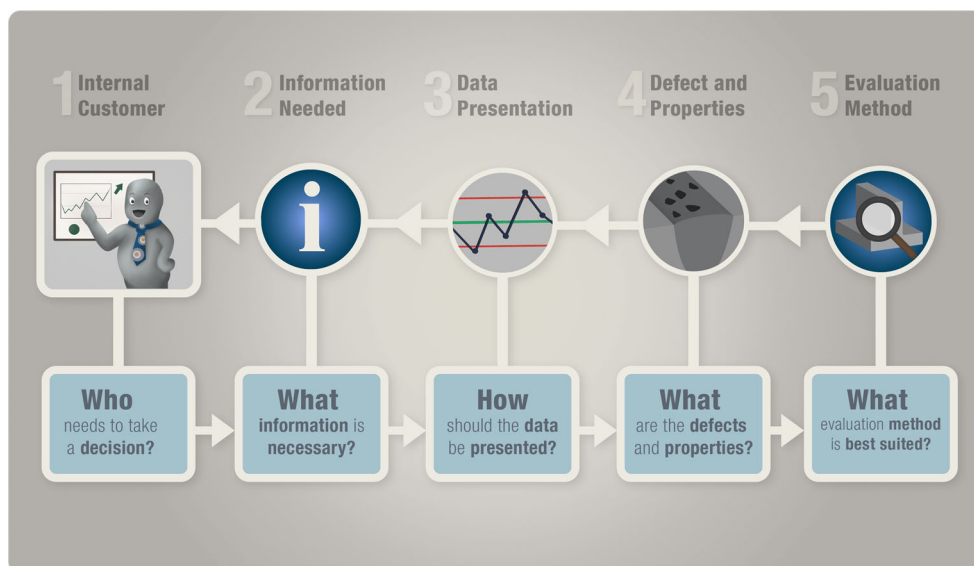 1 Internal
Customer
2 Information
Needed
3 Data
Presentation
4 Defect and
Properties
5 Evaluation
Method
i
Who
needs to take
a decision?
What
information is
necessary?
How
should the data
be presented?
What
are the defects
and properties?
What
evaluation method
is best suited?